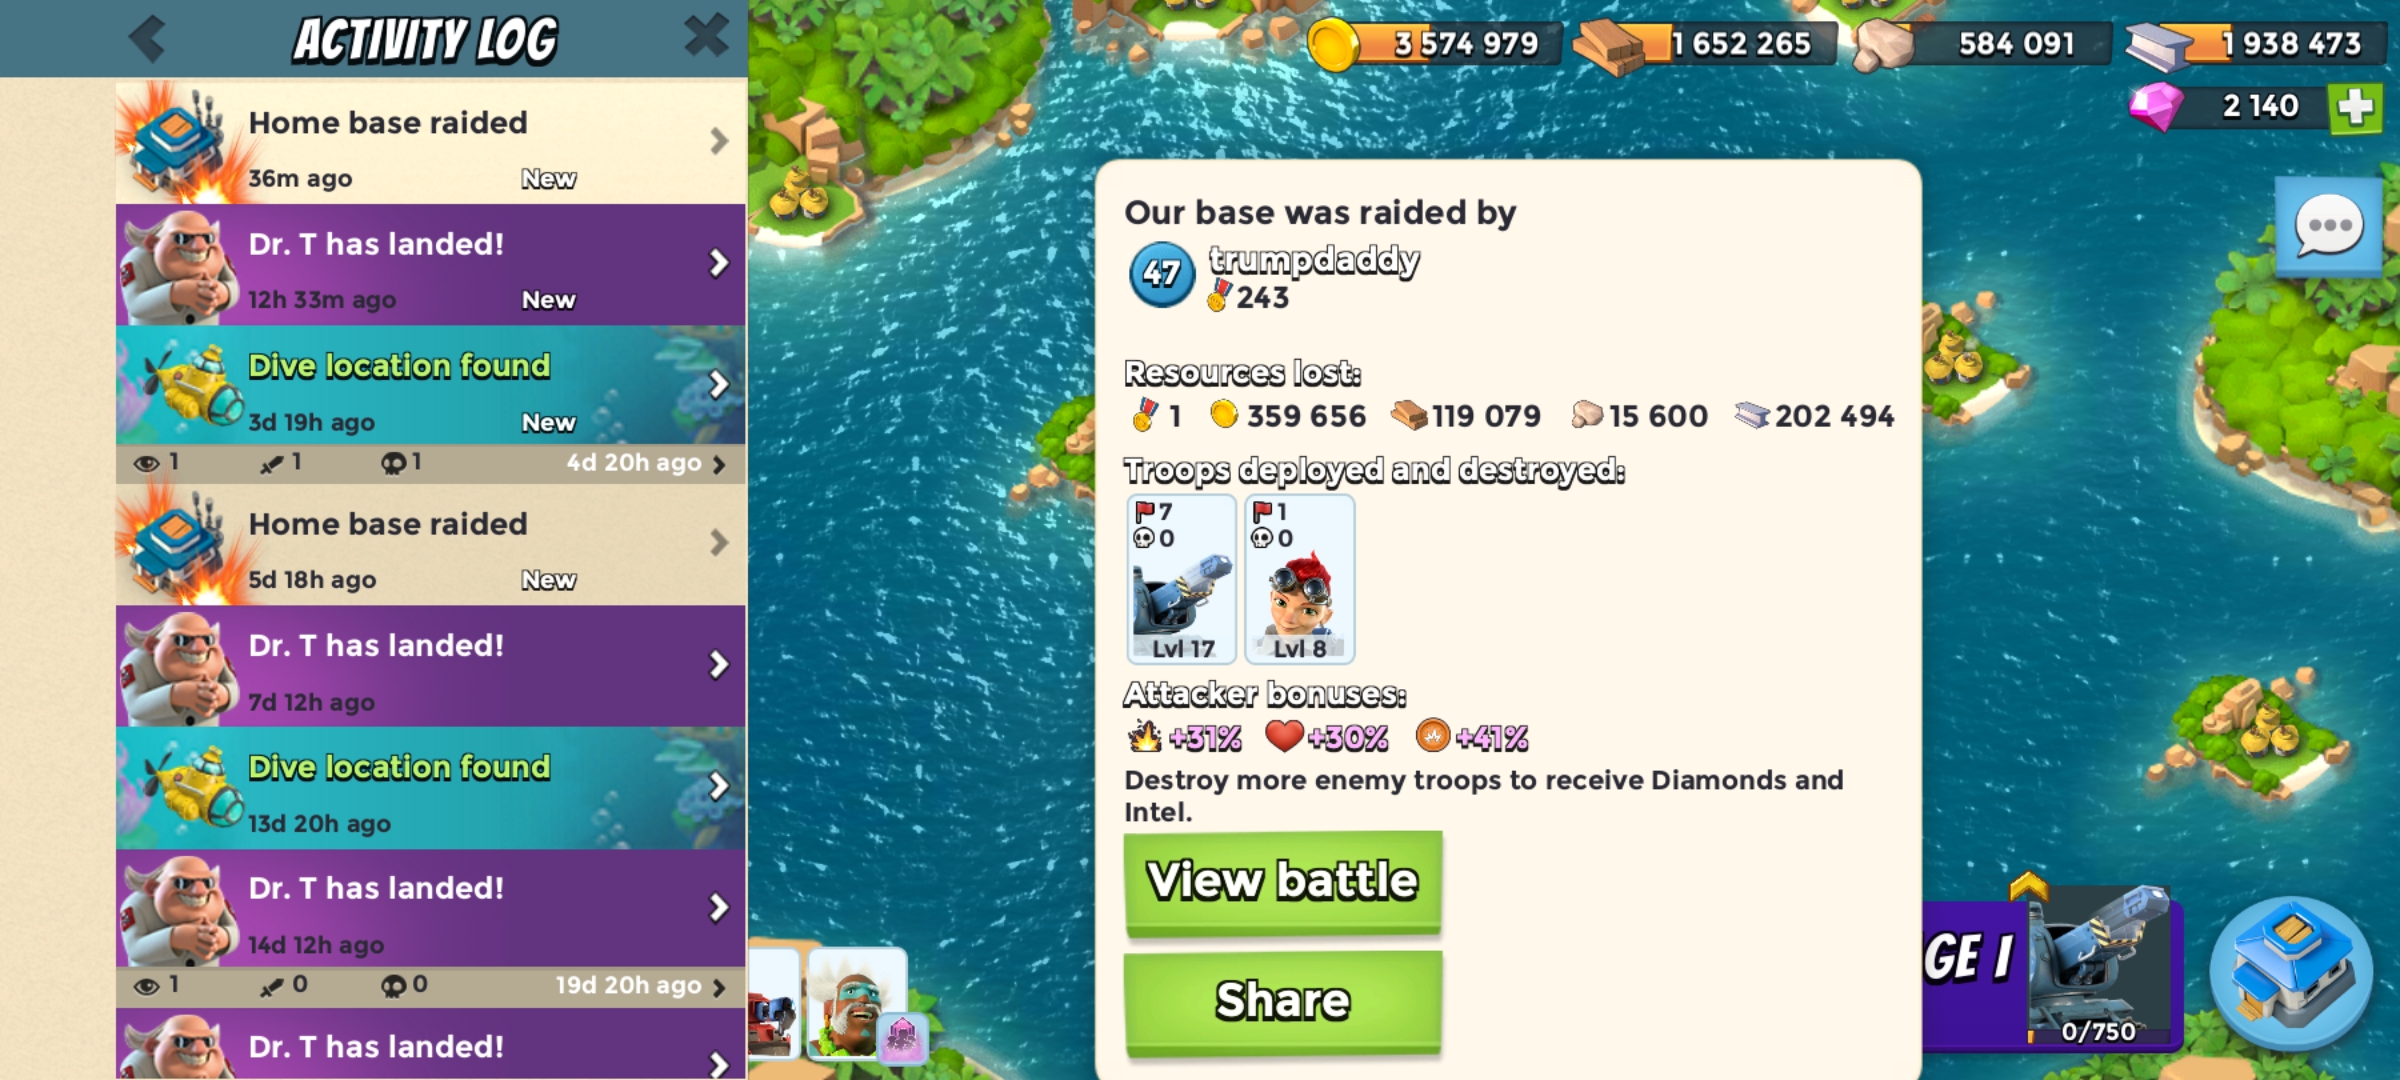 ACTIVITY LOG
Home base raided
36m ago
New
Dr. T has landed!
12h 33m ago
New
Dive location found
3d 19h ago
New
1 1 1 4d 20h ago
Home base raided
5d 18h ago
New
Dr. T has landed!
7d 12h ago
Dive location found
13d 20h ago
Dr. T has landed!
14d 12h ago
1 0 0 19d 20h ago
Dr. T has landed!
3 574 979
1 652 265
584 091
1 938 473
2 140
Our base was raided by
47
trumpdaddy
243
Resources lost:
1 359 656 119 079 15 600 202 494
Troops deployed and destroyed:
7 1
0 0
Lvl 17 Lvl 8
Attacker bonuses:
+31% +30% +41%
Destroy more enemy troops to receive Diamonds and
Intel.
View battle
Share
GE I
0/750